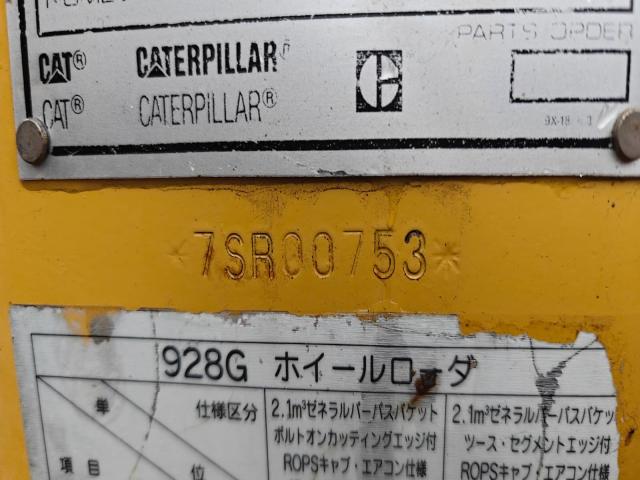 PARTS ORDER
CAT® CATERPILLAR
CAT® CATERPILLAR®
*7SR00753*
928G ホイールローダ
単 仕様区分 2.1m³ゼネラルパーパスバケット 2.1m³ゼネラルパーパスバケッ
ボルトオンカッティングエッジ付 ツース・セグメントエッジ付
項目 位 ROPSキャブ・エアコン仕様 ROPSキャブ・エアコン仕様